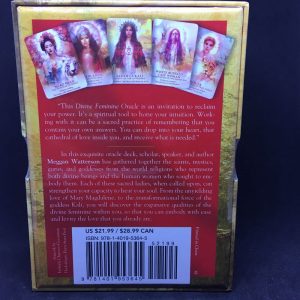 "This Divine Feminine Oracle is an invitation to reclaim
your power. It's a spiritual tool to hone your intuition. Work-
ing with it can be a sacred practice of remembering that you
contain your own answers. You can drop into your heart, that
cathedral of love inside you, and receive what is needed."
In this exquisite oracle deck, scholar, speaker, and author
Meggan Watterson has gathered together the saints, mystics,
gurus, and goddesses from the world religions who represent
both divine beings and the human women who sought to em-
body them. Each of these sacred ladies, when called upon, can
strengthen your capacity to hear your soul. From the unyielding
love of Mary Magdalene, to the transformational force of the
goddess Kali, you will discover the expansive qualities of the
divine feminine within you, so that you can embody with ease
and ferocity the love that you already are.
US $21.99 / $28.99 CAN
ISBN: 978-1-4019-5364-5
52199
9781401953645